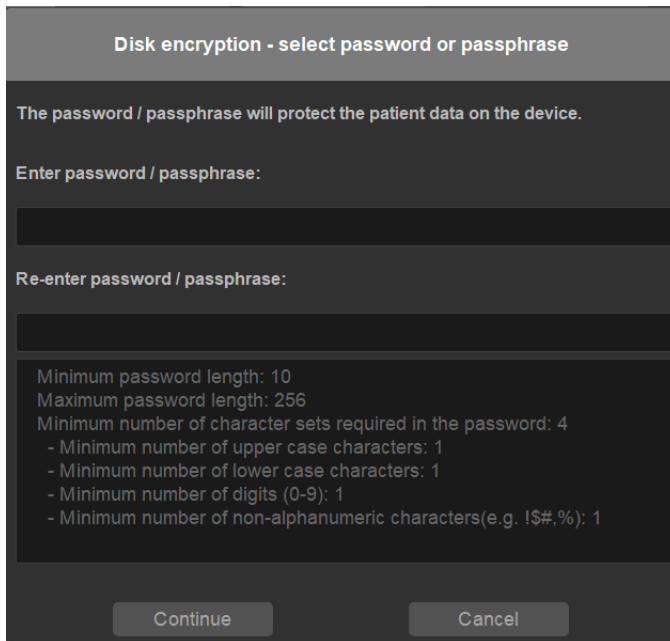 Disk encryption - select password or passphrase
The password / passphrase will protect the patient data on the device.
Enter password / passphrase:
Re-enter password / passphrase:
Minimum password length: 10
Maximum password length: 256
Minimum number of character sets required in the password: 4
- Minimum number of upper case characters: 1
- Minimum number of lower case characters: 1
- Minimum number of digits (0-9): 1
- Minimum number of non-alphanumeric characters(e.g. !$#,%): 1
Continue
Cancel